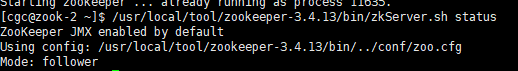 Starting zookeeper ... already running as process 11635.
[cgc@zook-2 ~]$ /usr/local/tool/zookeeper-3.4.13/bin/zkServer.sh status
ZooKeeper JMX enabled by default
Using config: /usr/local/tool/zookeeper-3.4.13/bin/../conf/zoo.cfg
Mode: follower